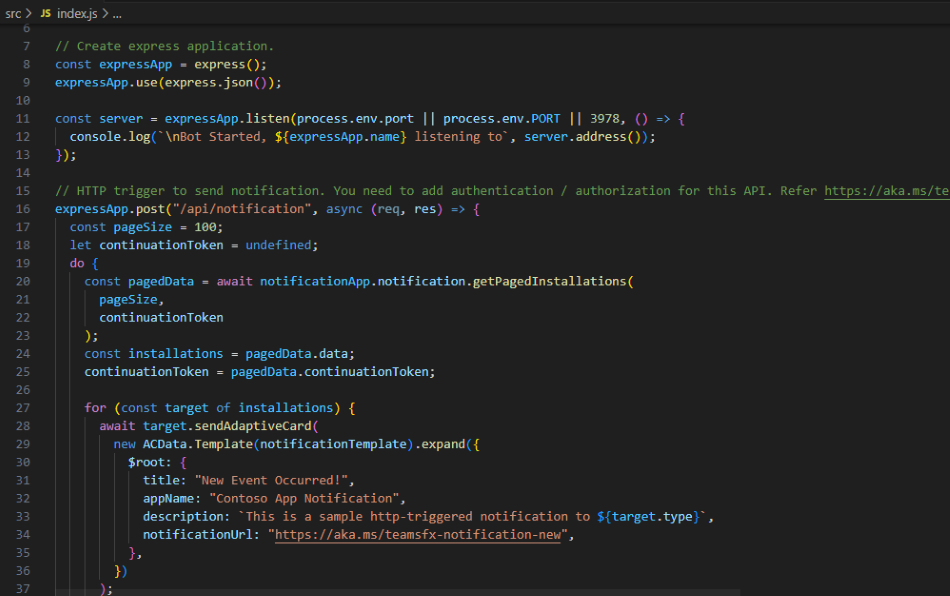 src > JS index.js > ...
6
7 // Create express application.
8 const expressApp = express();
9 expressApp.use(express.json());
10
11 const server = expressApp.listen(process.env.port || process.env.PORT || 3978, () => {
12   console.log(`\nBot Started, ${expressApp.name} listening to`, server.address());
13 });
14
15 // HTTP trigger to send notification. You need to add authentication / authorization for this API. Refer https://aka.ms/te
16 expressApp.post("/api/notification", async (req, res) => {
17   const pageSize = 100;
18   let continuationToken = undefined;
19   do {
20     const pagedData = await notificationApp.notification.getPagedInstallations(
21       pageSize,
22       continuationToken
23     );
24     const installations = pagedData.data;
25     continuationToken = pagedData.continuationToken;
26
27     for (const target of installations) {
28       await target.sendAdaptiveCard(
29         new ACData.Template(notificationTemplate).expand({
30           $root: {
31             title: "New Event Occurred!",
32             appName: "Contoso App Notification",
33             description: `This is a sample http-triggered notification to ${target.type}`,
34             notificationUrl: "https://aka.ms/teamsfx-notification-new",
35           },
36         })
37       );